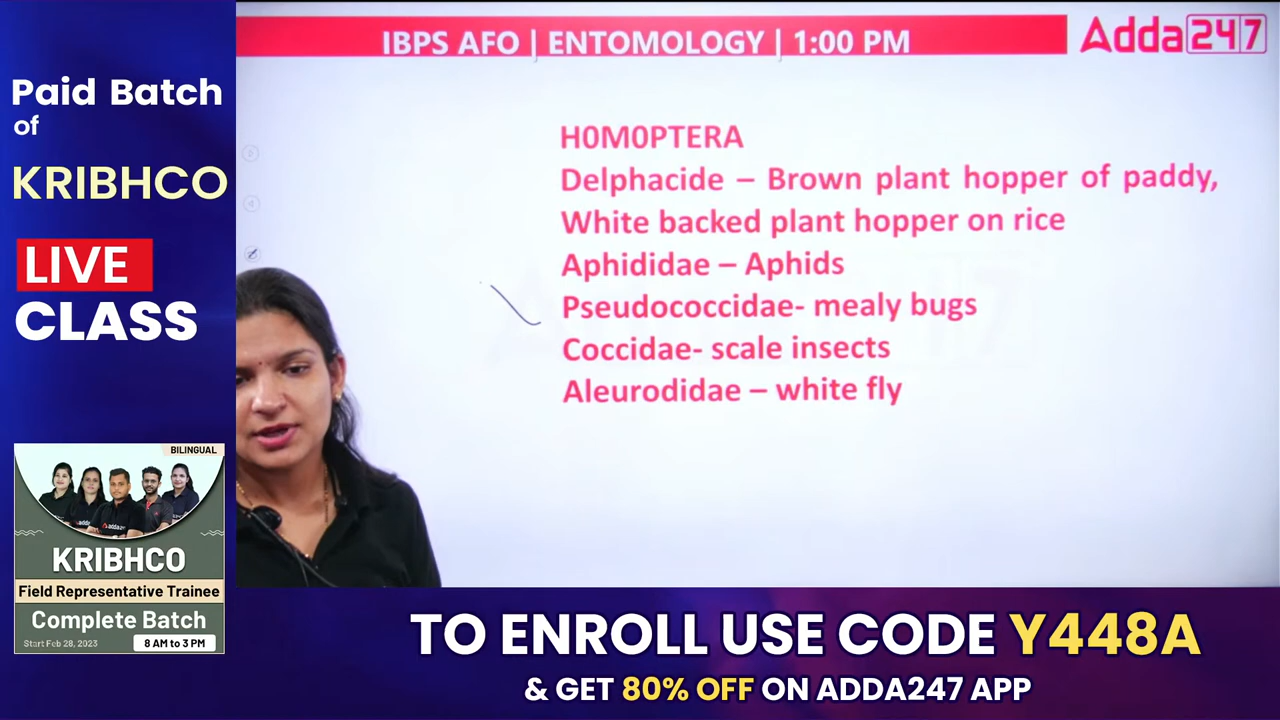 Paid Batch
of
KRIBHCO
LIVE
CLASS
BILINGUAL
KRIBHCO
Field Representative Trainee
Complete Batch
Start Feb 28, 2023
8 AM to 3 PM
IBPS AFO | ENTOMOLOGY | 1:00 PM
Adda247
H0M0PTERA
Delphacide – Brown plant hopper of paddy,
White backed plant hopper on rice
Aphididae – Aphids
Pseudococcidae- mealy bugs
Coccidae- scale insects
Aleurodidae – white fly
TO ENROLL USE CODE Y448A
& GET 80% OFF ON ADDA247 APP